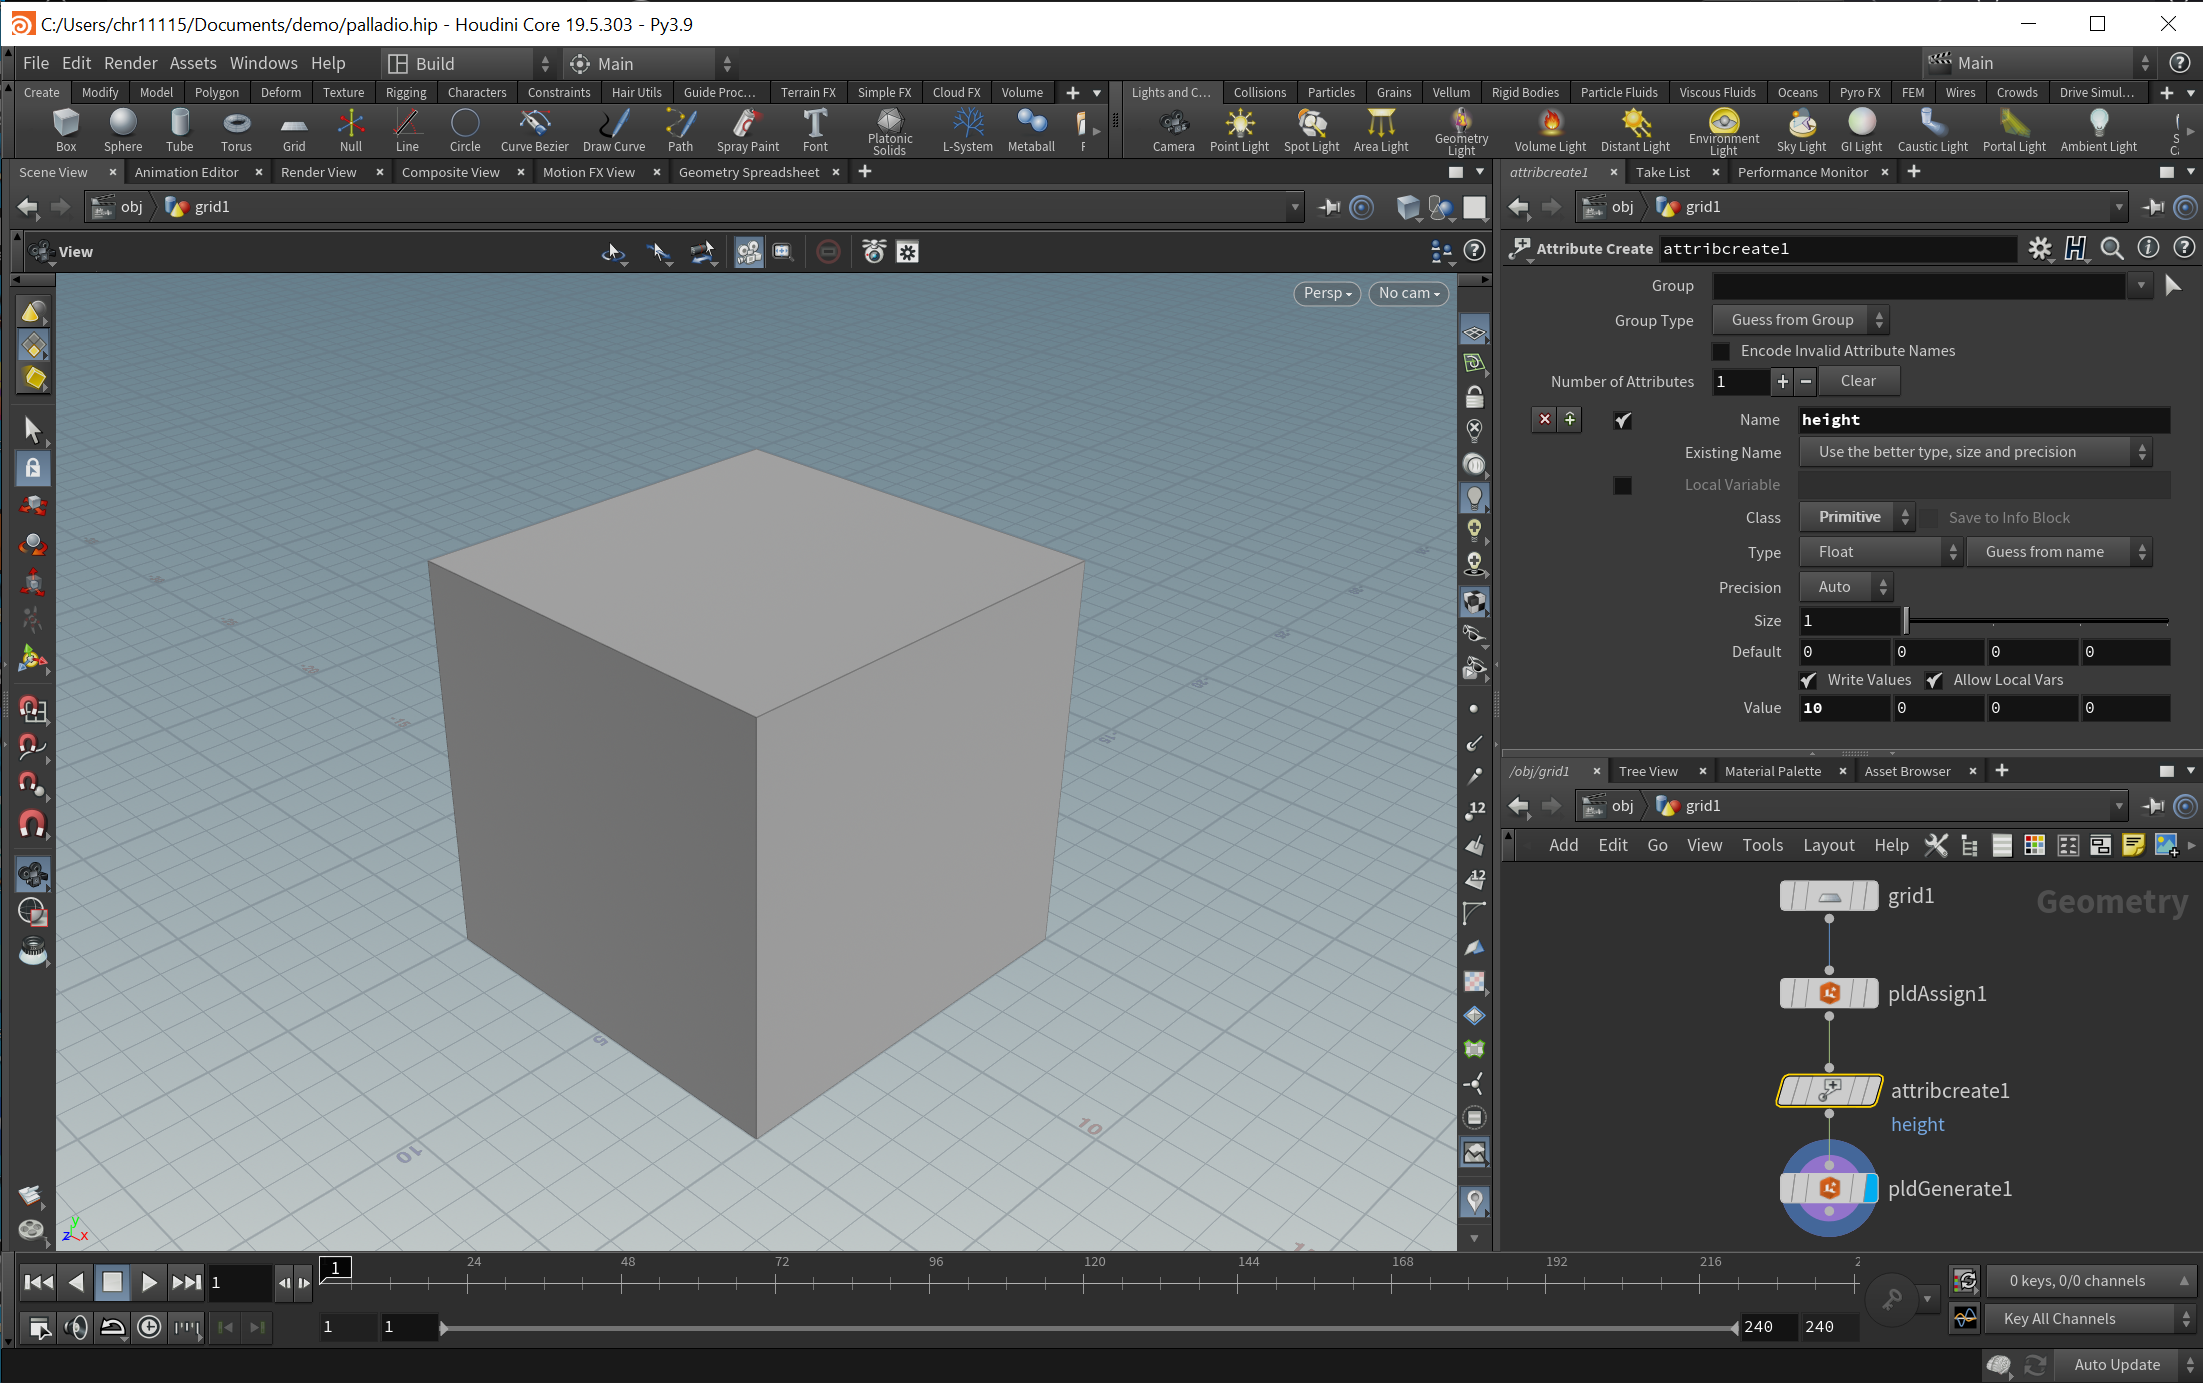 C:/Users/chr11115/Documents/demo/palladio.hip - Houdini Core 19.5.303 - Py3.9
File Edit Render Assets Windows Help Build Main Main
Create Modify Model Polygon Deform Texture Rigging Characters Constraints Hair Utils Guide Proc... Terrain FX Simple FX Cloud FX Volume
Box Sphere Tube Torus Grid Null Line Circle Curve Bezier Draw Curve Path Spray Paint Font Platonic Solids L-System Metaball F
Lights and C... Collisions Particles Grains Vellum Rigid Bodies Particle Fluids Viscous Fluids Oceans Pyro FX FEM Wires Crowds Drive Simul...
Camera Point Light Spot Light Area Light Geometry Light Volume Light Distant Light Environment Light Sky Light GI Light Caustic Light Portal Light Ambient Light
Scene View Animation Editor Render View Composite View Motion FX View Geometry Spreadsheet
obj grid1
View
Persp No cam
5
10
10
attribcreate1 Take List Performance Monitor
obj grid1
Attribute Create attribcreate1
Group
Group Type Guess from Group
Encode Invalid Attribute Names
Number of Attributes 1 + - Clear
Name height
Existing Name Use the better type, size and precision
Local Variable
Class Primitive Save to Info Block
Type Float Guess from name
Precision Auto
Size 1
Default 0 0 0 0
Write Values Allow Local Vars
Value 10 0 0 0
/obj/grid1 Tree View Material Palette Asset Browser
obj grid1
Add Edit Go View Tools Layout Help
Geometry
grid1
pldAssign1
attribcreate1
height
pldGenerate1
12
12
z y x
1 1 24 48 72 96 120 144 168 192 216 2
0 keys, 0/0 channels
1 1 240 240
Key All Channels
Auto Update